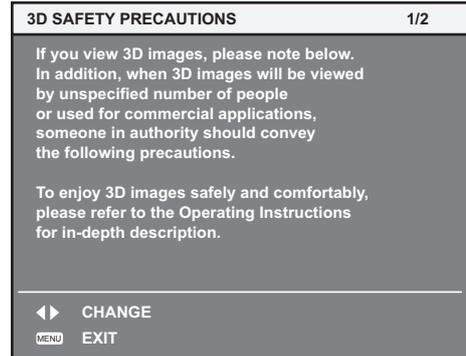 3D SAFETY PRECAUTIONS 1/2
If you view 3D images, please note below.
In addition, when 3D images will be viewed
by unspecified number of people
or used for commercial applications,
someone in authority should convey
the following precautions.
To enjoy 3D images safely and comfortably,
please refer to the Operating Instructions
for in-depth description.
CHANGE
MENU EXIT